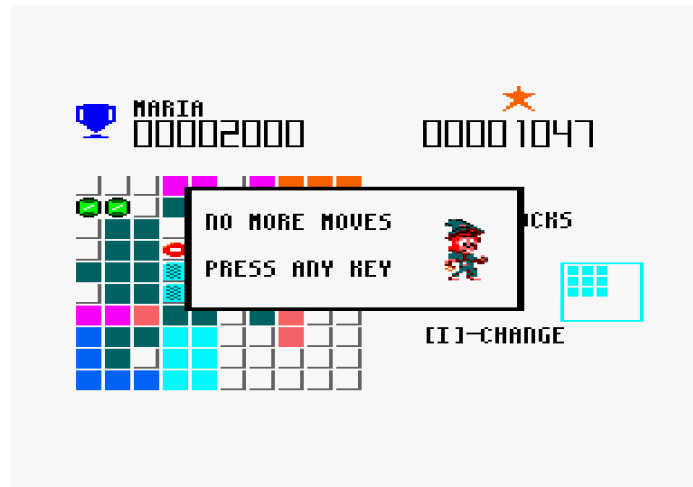 MARIA
00002000
00001047
NO MORE MOVES
PRESS ANY KEY
[I]-CHANGE